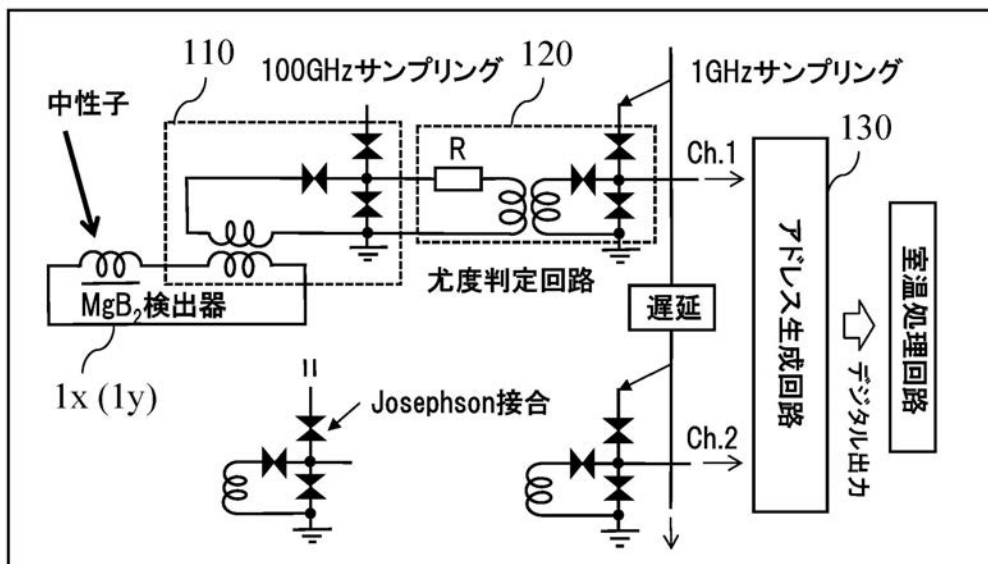 110
100GHzサンプリング
120
1GHzサンプリング
中性子
R
Ch.1
130
MgB2検出器
尤度判定回路
アドレス生成回路
室温処理回路
遅延
1x (1y)
Josephson接合
Ch.2
デジタル出力